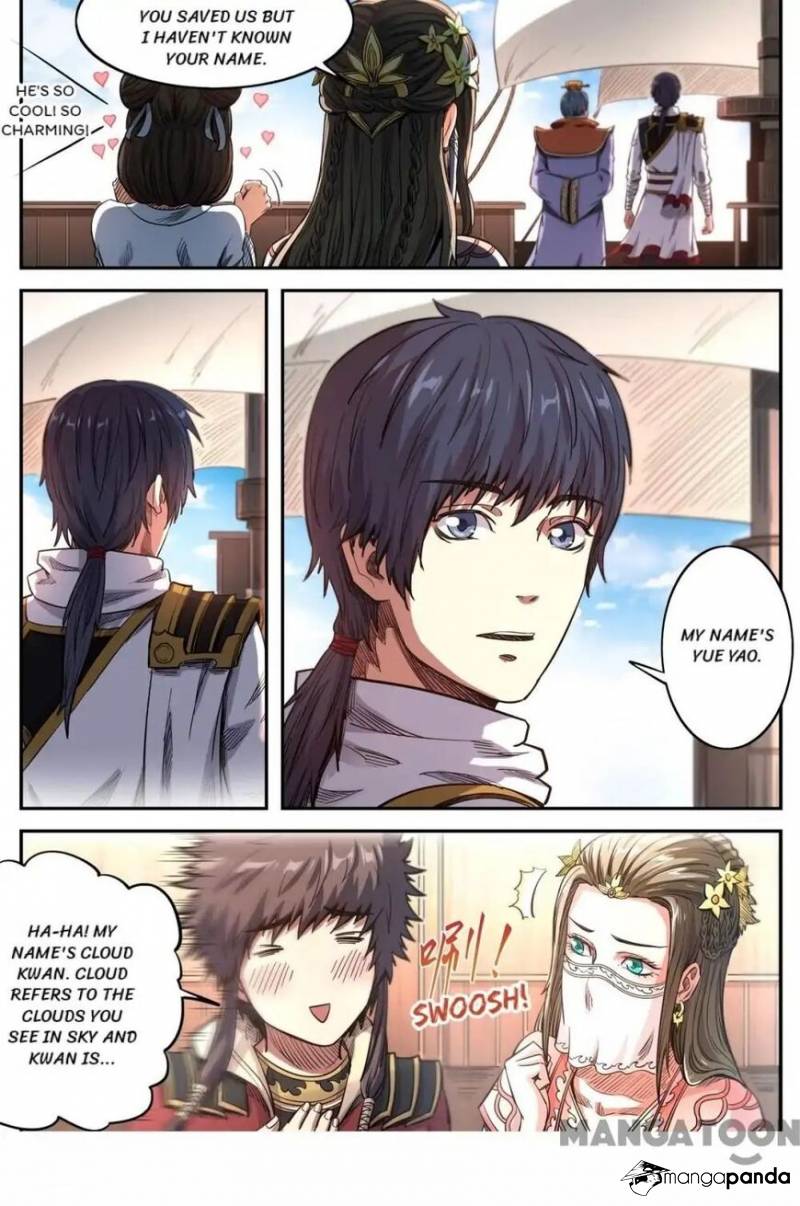 YOU SAVED US BUT
I HAVEN'T KNOWN
YOUR NAME.
HE'S SO
COOL! SO
CHARMING!
MY NAME'S
YUE YAO.
HA-HA! MY
NAME'S CLOUD
KWAN. CLOUD
REFERS TO THE
CLOUDS YOU
SEE IN SKY AND
KWAN IS...
唰!
SWOOSH!
MANGATOON
mangapanda